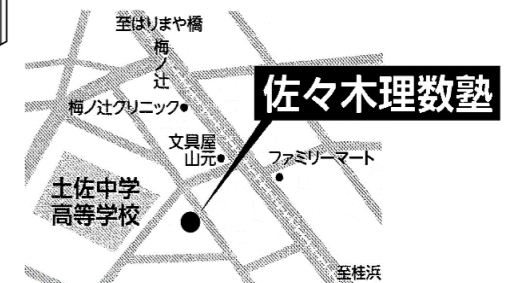 至はりまや橋
梅ノ辻
梅ノ辻クリニック
佐々木理数塾
文具屋
山元
ファミリーマート
土佐中学
高等学校
至桂浜